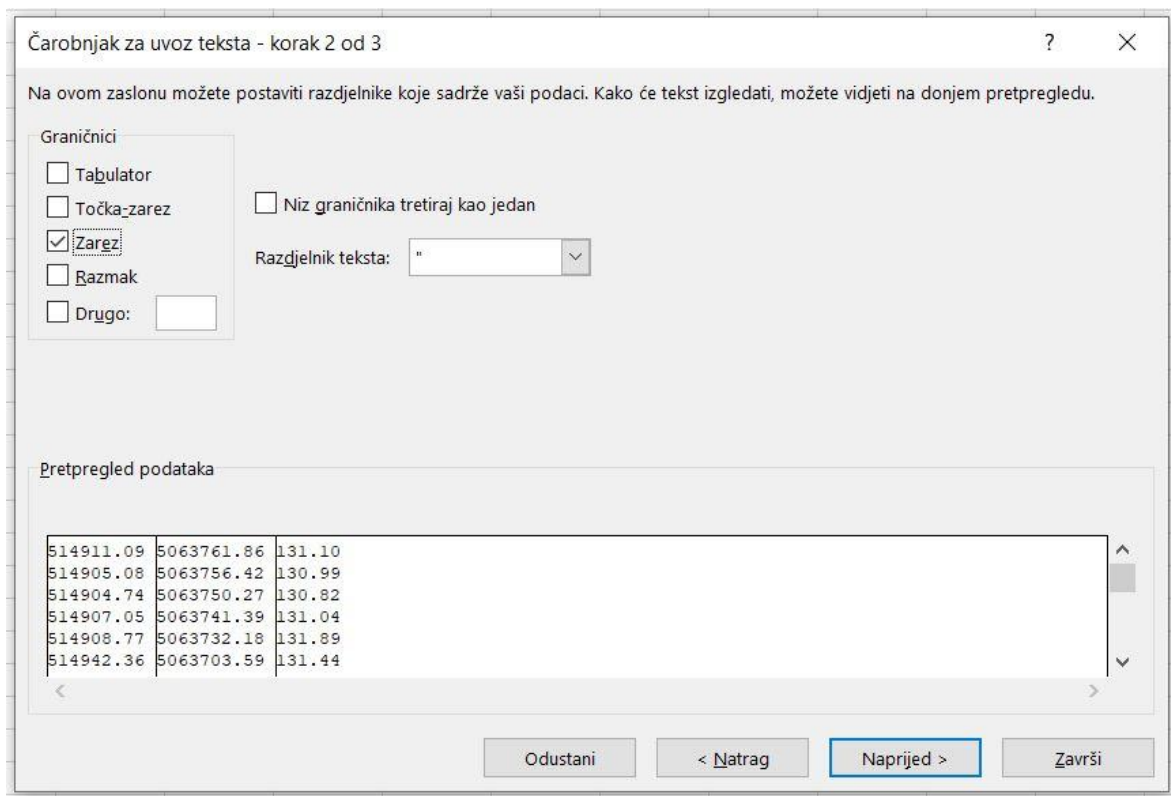 Čarobnjak za uvoz teksta - korak 2 od 3 ?
Na ovom zaslonu možete postaviti razdjelnike koje sadrže vaši podaci. Kako će tekst izgledati, možete vidjeti na donjem pretpregledu.
Graničnici
Tabulator
Točka-zarez
Zarez
Razmak
Drugo:
Niz graničnika tretiraj kao jedan
Razdjelnik teksta: "
Pretpregled podataka
514911.09 5063761.86 131.10
514905.08 5063756.42 130.99
514904.74 5063750.27 130.82
514907.05 5063741.39 131.04
514908.77 5063732.18 131.89
514942.36 5063703.59 131.44
Odustani < Natrag Naprijed > Završi